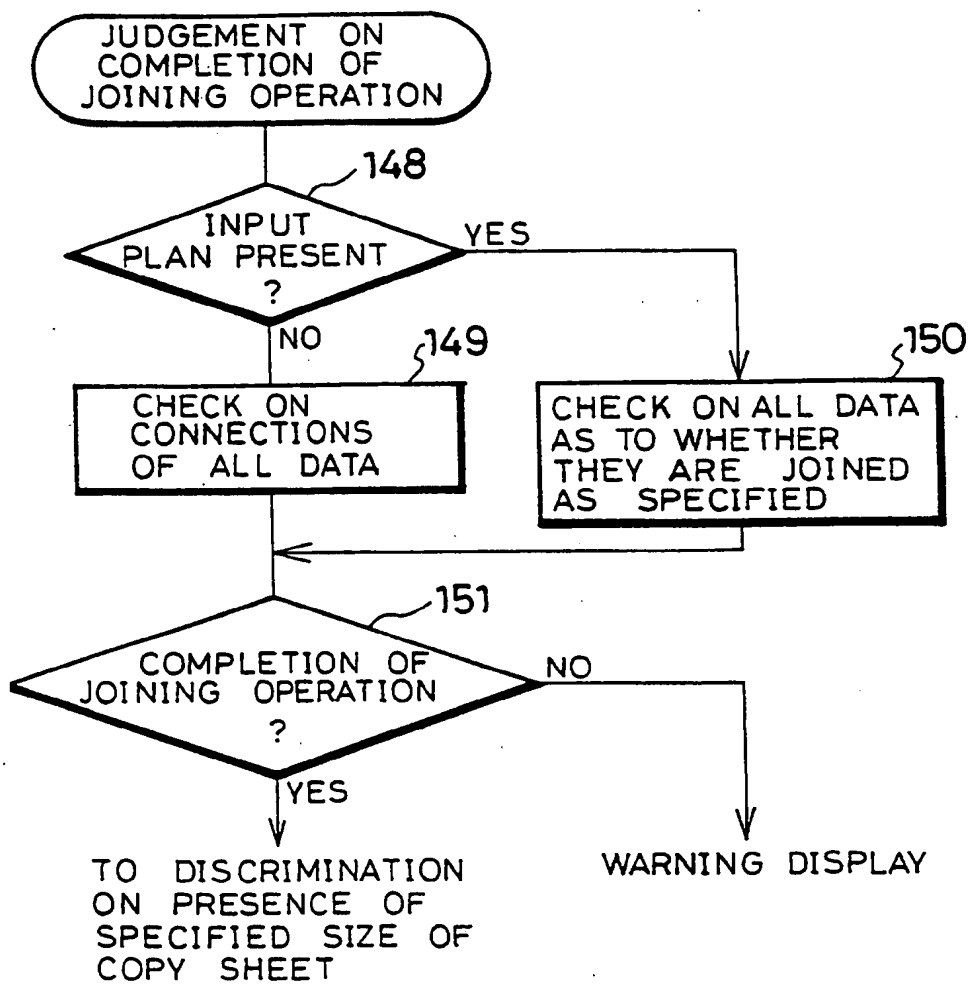 JUDGEMENT ON
COMPLETION OF
JOINING OPERATION
148
INPUT
PLAN PRESENT
?
YES
NO
149
CHECK ON
CONNECTIONS
OF ALL DATA
150
CHECK ON ALL DATA
AS TO WHETHER
THEY ARE JOINED
AS SPECIFIED
151
COMPLETION OF
JOINING OPERATION
?
NO
YES
TO DISCRIMINATION
ON PRESENCE OF
SPECIFIED SIZE OF
COPY SHEET
WARNING DISPLAY